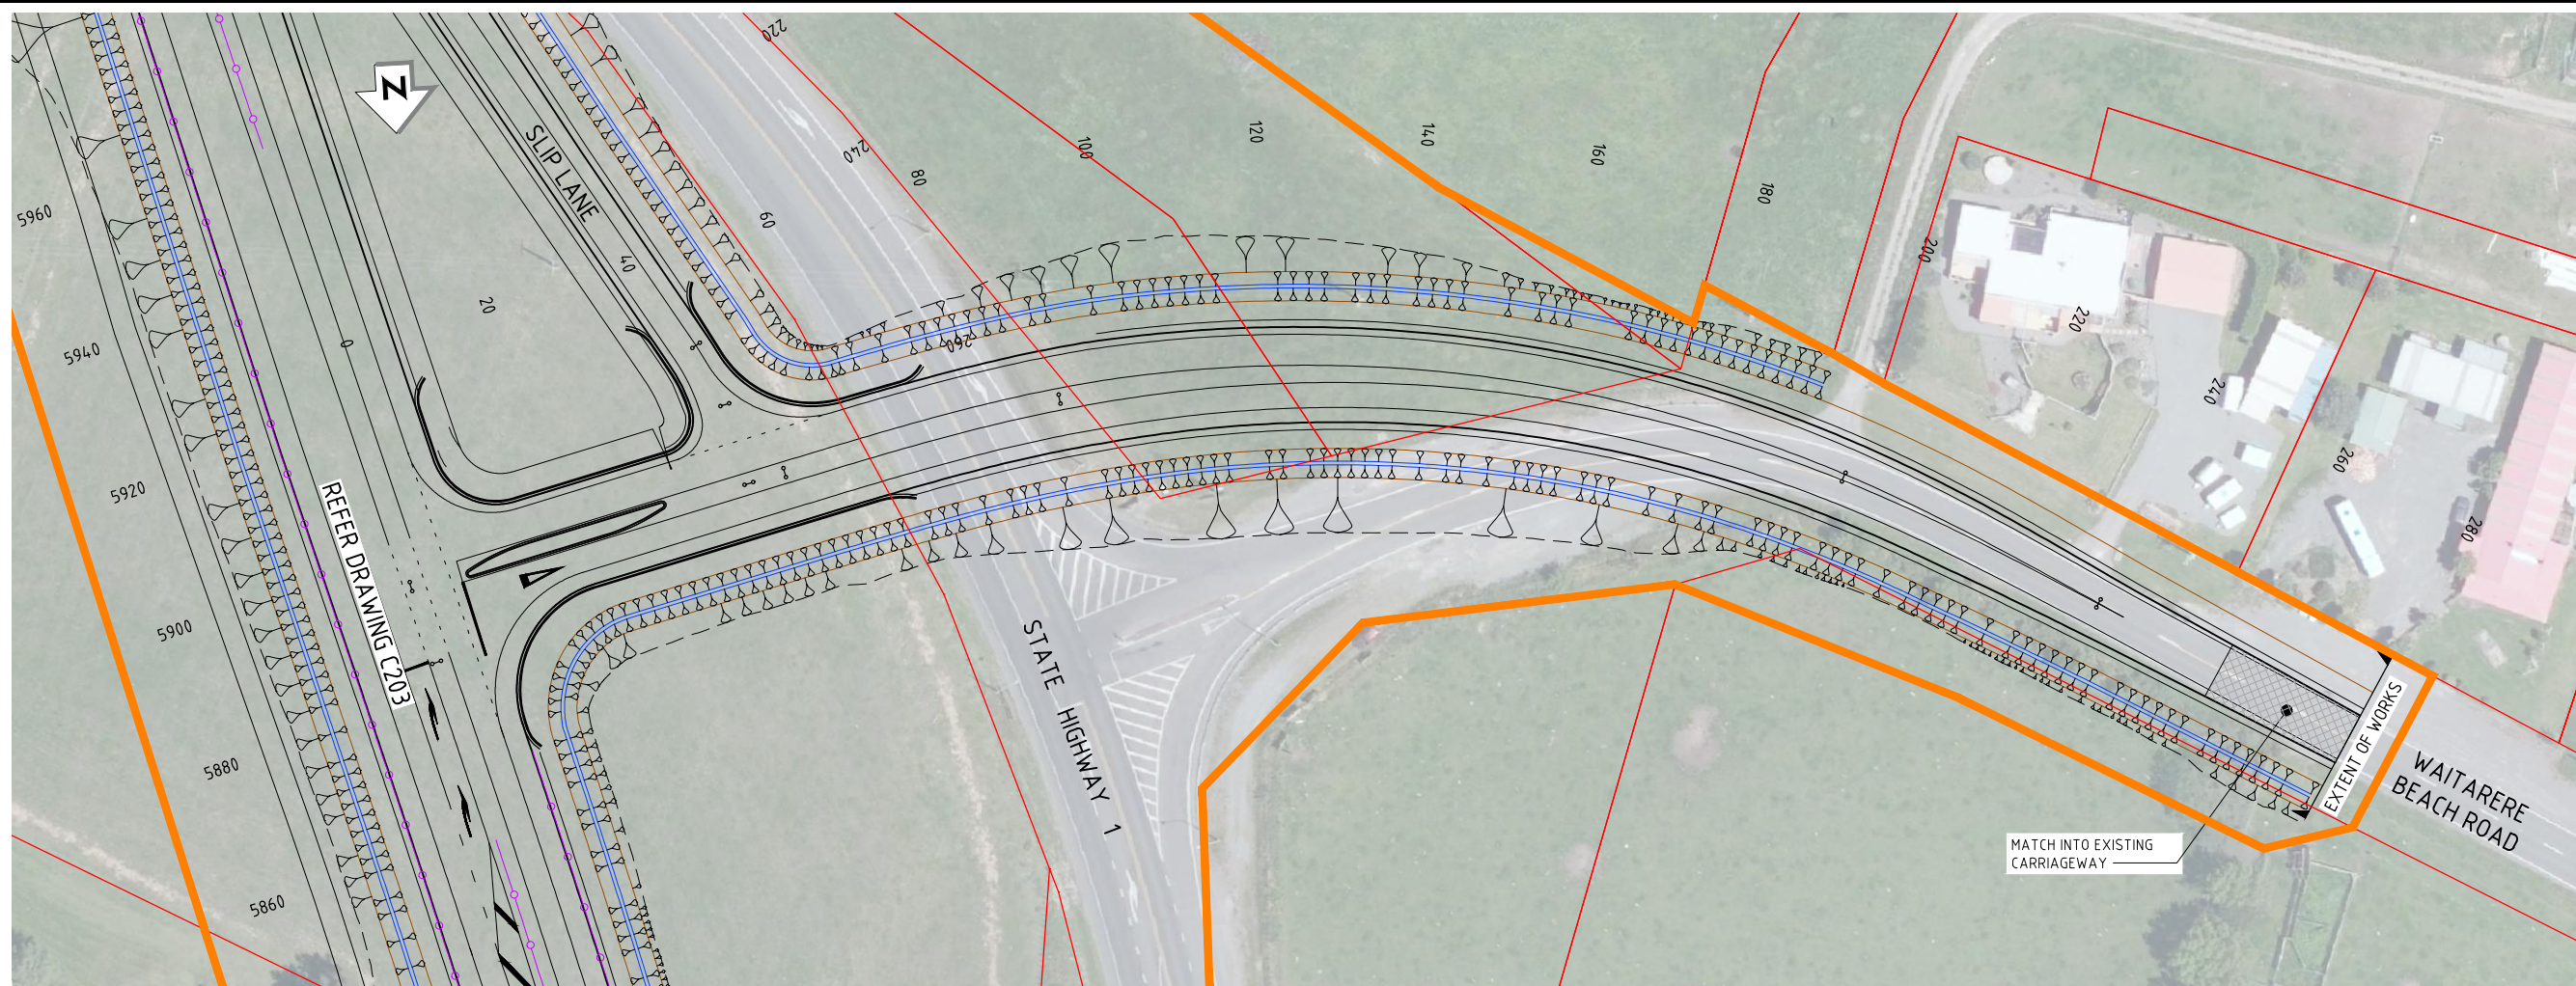 N
SLIP LANE
220
240
260
0
20
40
60
80
100
120
140
160
180
200
220
240
260
280
5960
5940
5920
5900
5880
5860
REFER DRAWING C203
STATE HIGHWAY 1
MATCH INTO EXISTING
CARRIAGEWAY
EXTENT OF WORKS
WAITARERE
BEACH ROAD